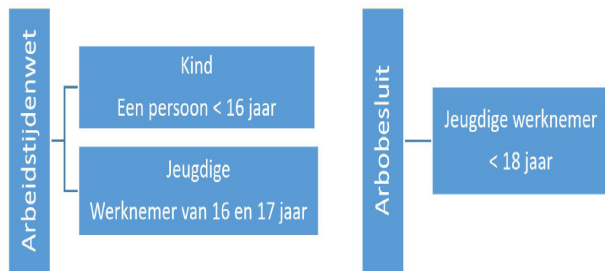 Arbeidstijdenwet
Kind
Een persoon < 16 jaar
Jeugdige
Werknemer van 16 en 17 jaar
Arbobesluit
Jeugdige werknemer
< 18 jaar